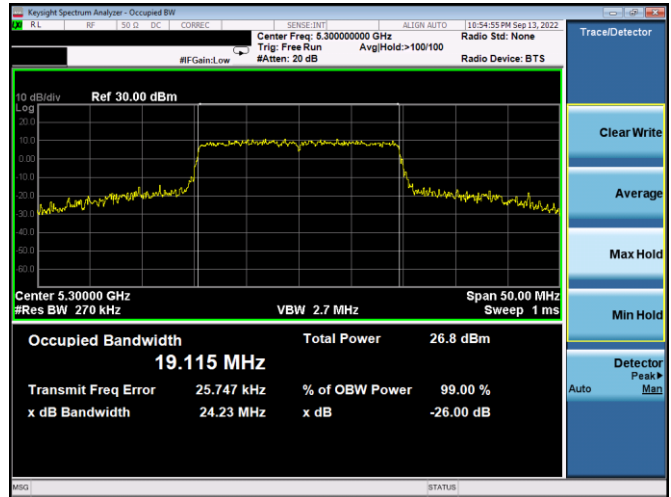 Keysight Spectrum Analyzer - Occupied BW
RL RF 50 Ω DC CORREC SENSE:INT ALIGN AUTO 10:54:55 PM Sep 13, 2022
Center Freq: 5.300000000 GHz Radio Std: None
Trig: Free Run Avg|Hold:>100/100
#IFGain:Low #Atten: 20 dB Radio Device: BTS
Trace/Detector
10 dB/div Ref 30.00 dBm
Log
20.0
10.0
0.00
-10.0
-20.0
-30.0
-40.0
-50.0
-60.0
Center 5.30000 GHz Span 50.00 MHz
#Res BW 270 kHz VBW 2.7 MHz Sweep 1 ms
Occupied Bandwidth Total Power 26.8 dBm
19.115 MHz
Transmit Freq Error 25.747 kHz % of OBW Power 99.00 %
x dB Bandwidth 24.23 MHz x dB -26.00 dB
Clear Write
Average
Max Hold
Min Hold
Detector
Peak▶
Auto Man
MSG STATUS